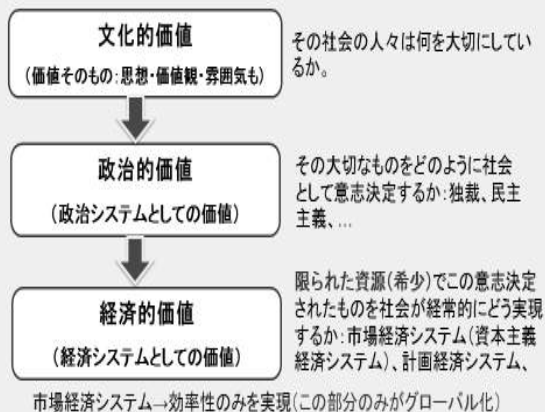 文化的価値
(価値そのもの:思想・価値観・雰囲気も)
その社会の人々は何を大切にしてい
るか。
政治的価値
(政治システムとしての価値)
その大切なものをどのように社会
として意志決定するか:独裁、民主
主義、…
経済的価値
(経済システムとしての価値)
限られた資源(希少)でこの意志決定
されたものを社会が経常的にどう実現
するか:市場経済システム(資本主義
経済システム)、計画経済システム、
市場経済システム→効率性のみを実現(この部分のみがグローバル化)